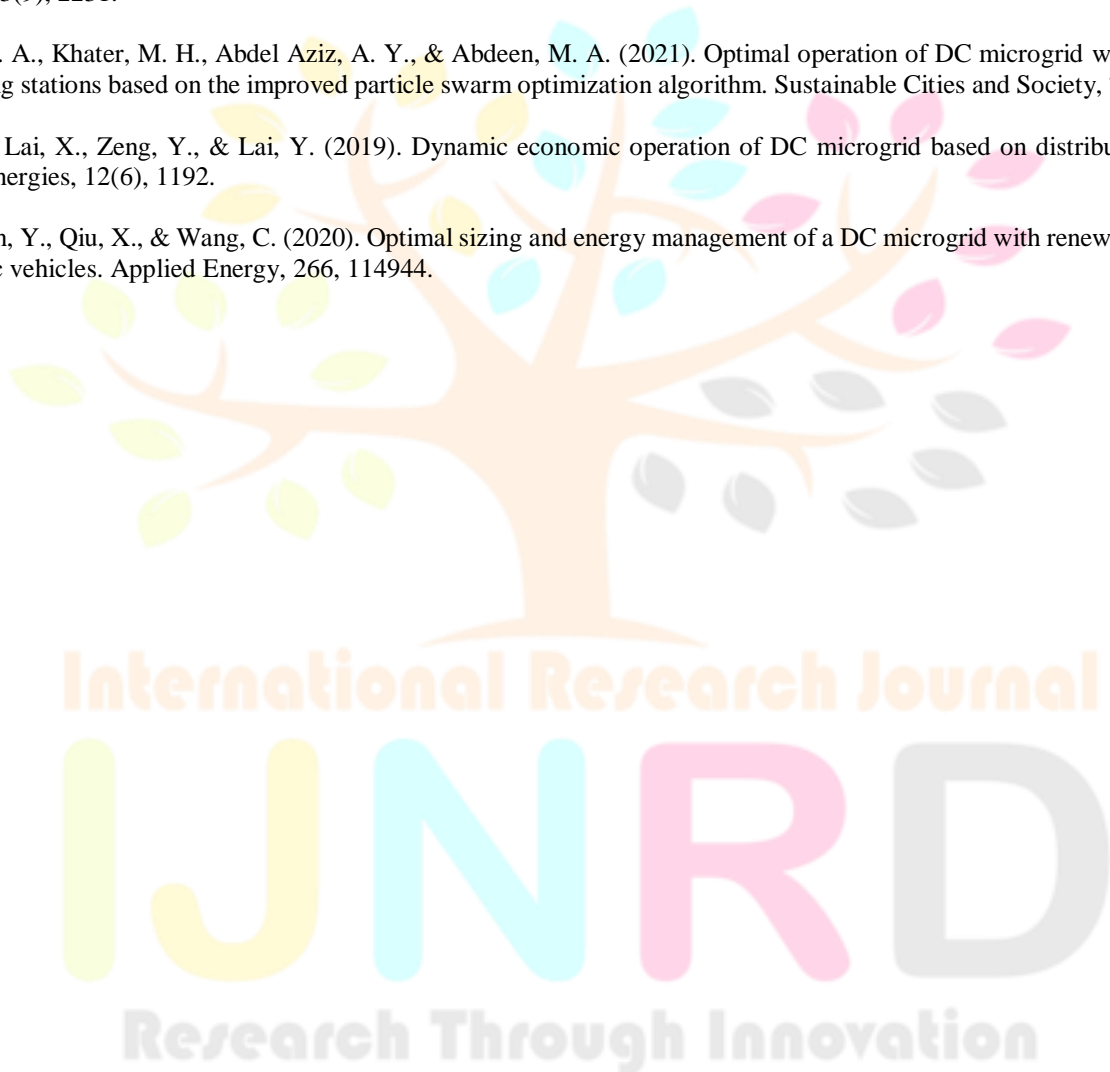 . A., Khater, M. H., Abdel Aziz, A. Y., & Abdeen, M. A. (2021). Optimal operation of DC microgrid
stations based on the improved particle swarm optimization algorithm. Sustainable Cities and Society,
Lai, X., Zeng, Y., & Lai, Y. (2019). Dynamic economic operation of DC microgrid based on
12(6), 1192.
Y., Qiu, X., & Wang, C. (2020). Optimal sizing and energy management of a DC microgrid with
vehicles. Applied Energy, 266, 114944.
International Research Journal
IJNRD
Research Through Innovation